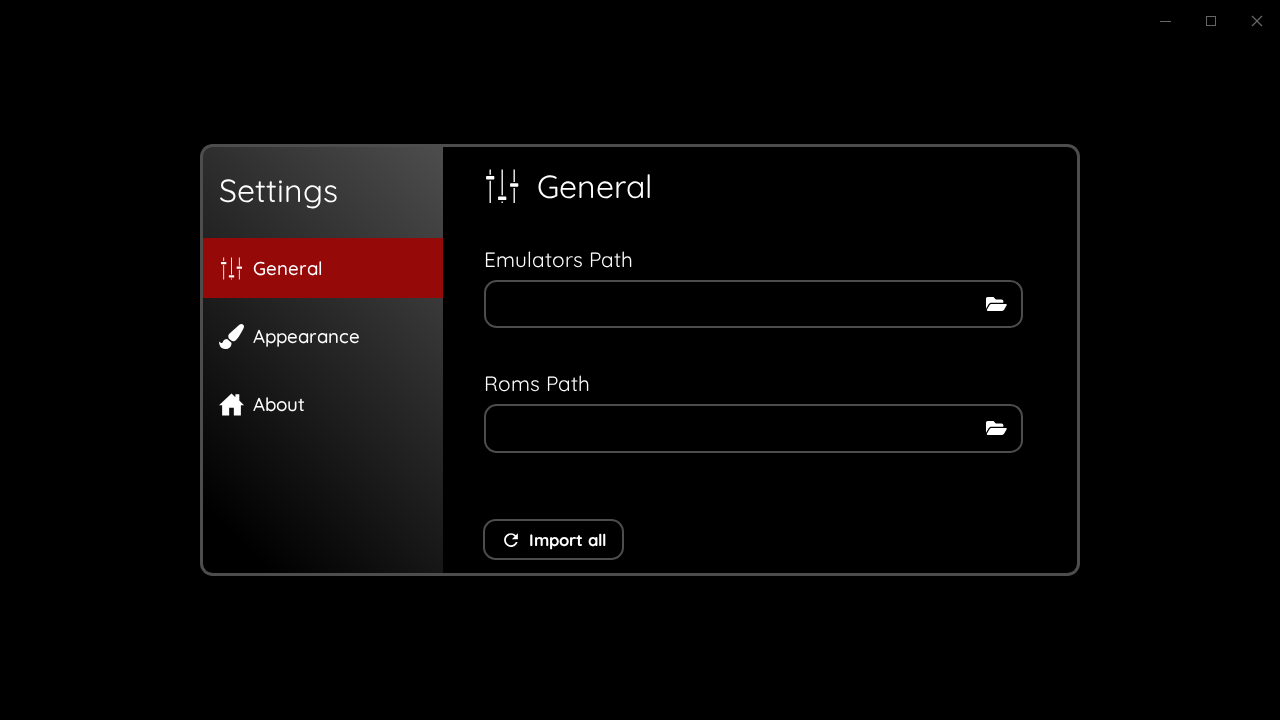 Settings
General
Appearance
About
General
Emulators Path
Roms Path
Import all